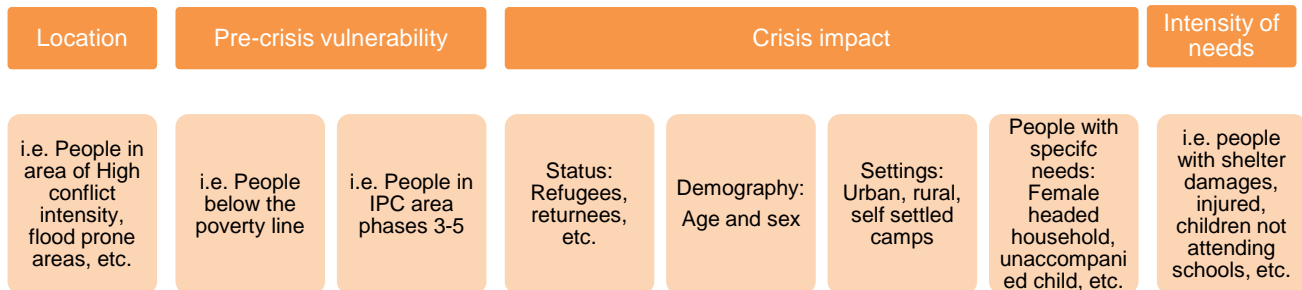 Location
Pre-crisis vulnerability
Crisis impact
Intensity of
needs
i.e. People in
area of High
conflict
intensity,
flood prone
areas, etc.
i.e. People
below the
poverty line
i.e. People in
IPC area
phases 3-5
Status:
Refugees,
returnees,
etc.
Demography:
Age and sex
Settings:
Urban, rural,
self settled
camps
People with
specifc
needs:
Female
headed
household,
unaccompani
ed child, etc.
i.e. people
with shelter
damages,
injured,
children not
attending
schools, etc.